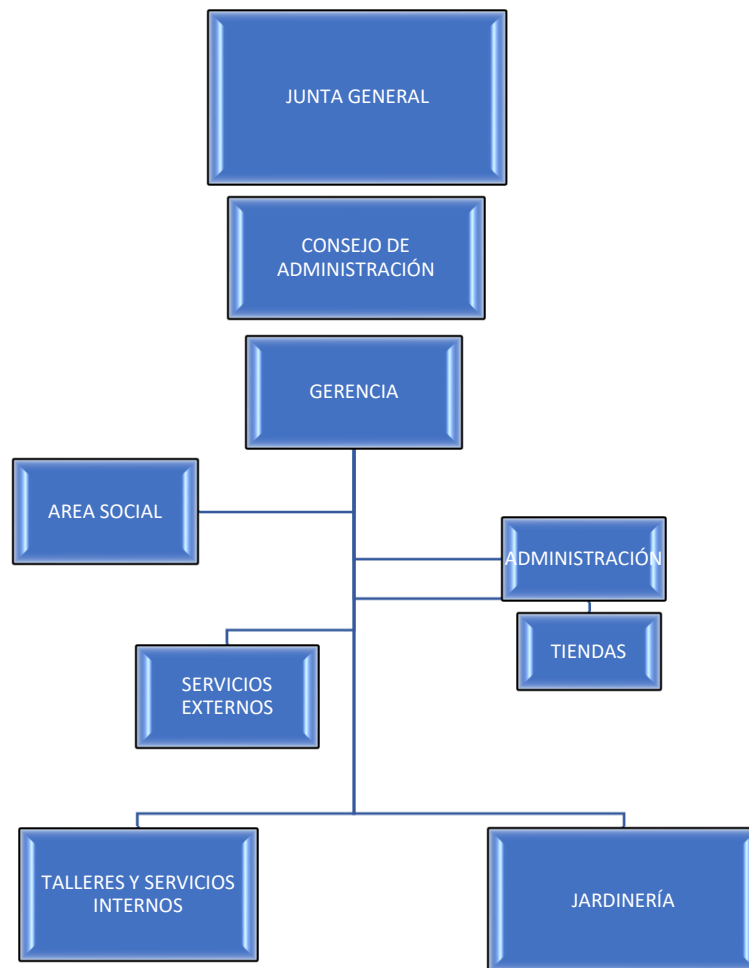 JUNTA GENERAL
CONSEJO DE
ADMINISTRACIÓN
GERENCIA
AREA SOCIAL
ADMINISTRACIÓN
TIENDAS
SERVICIOS
EXTERNOS
TALLERES Y SERVICIOS
INTERNOS
JARDINERÍA